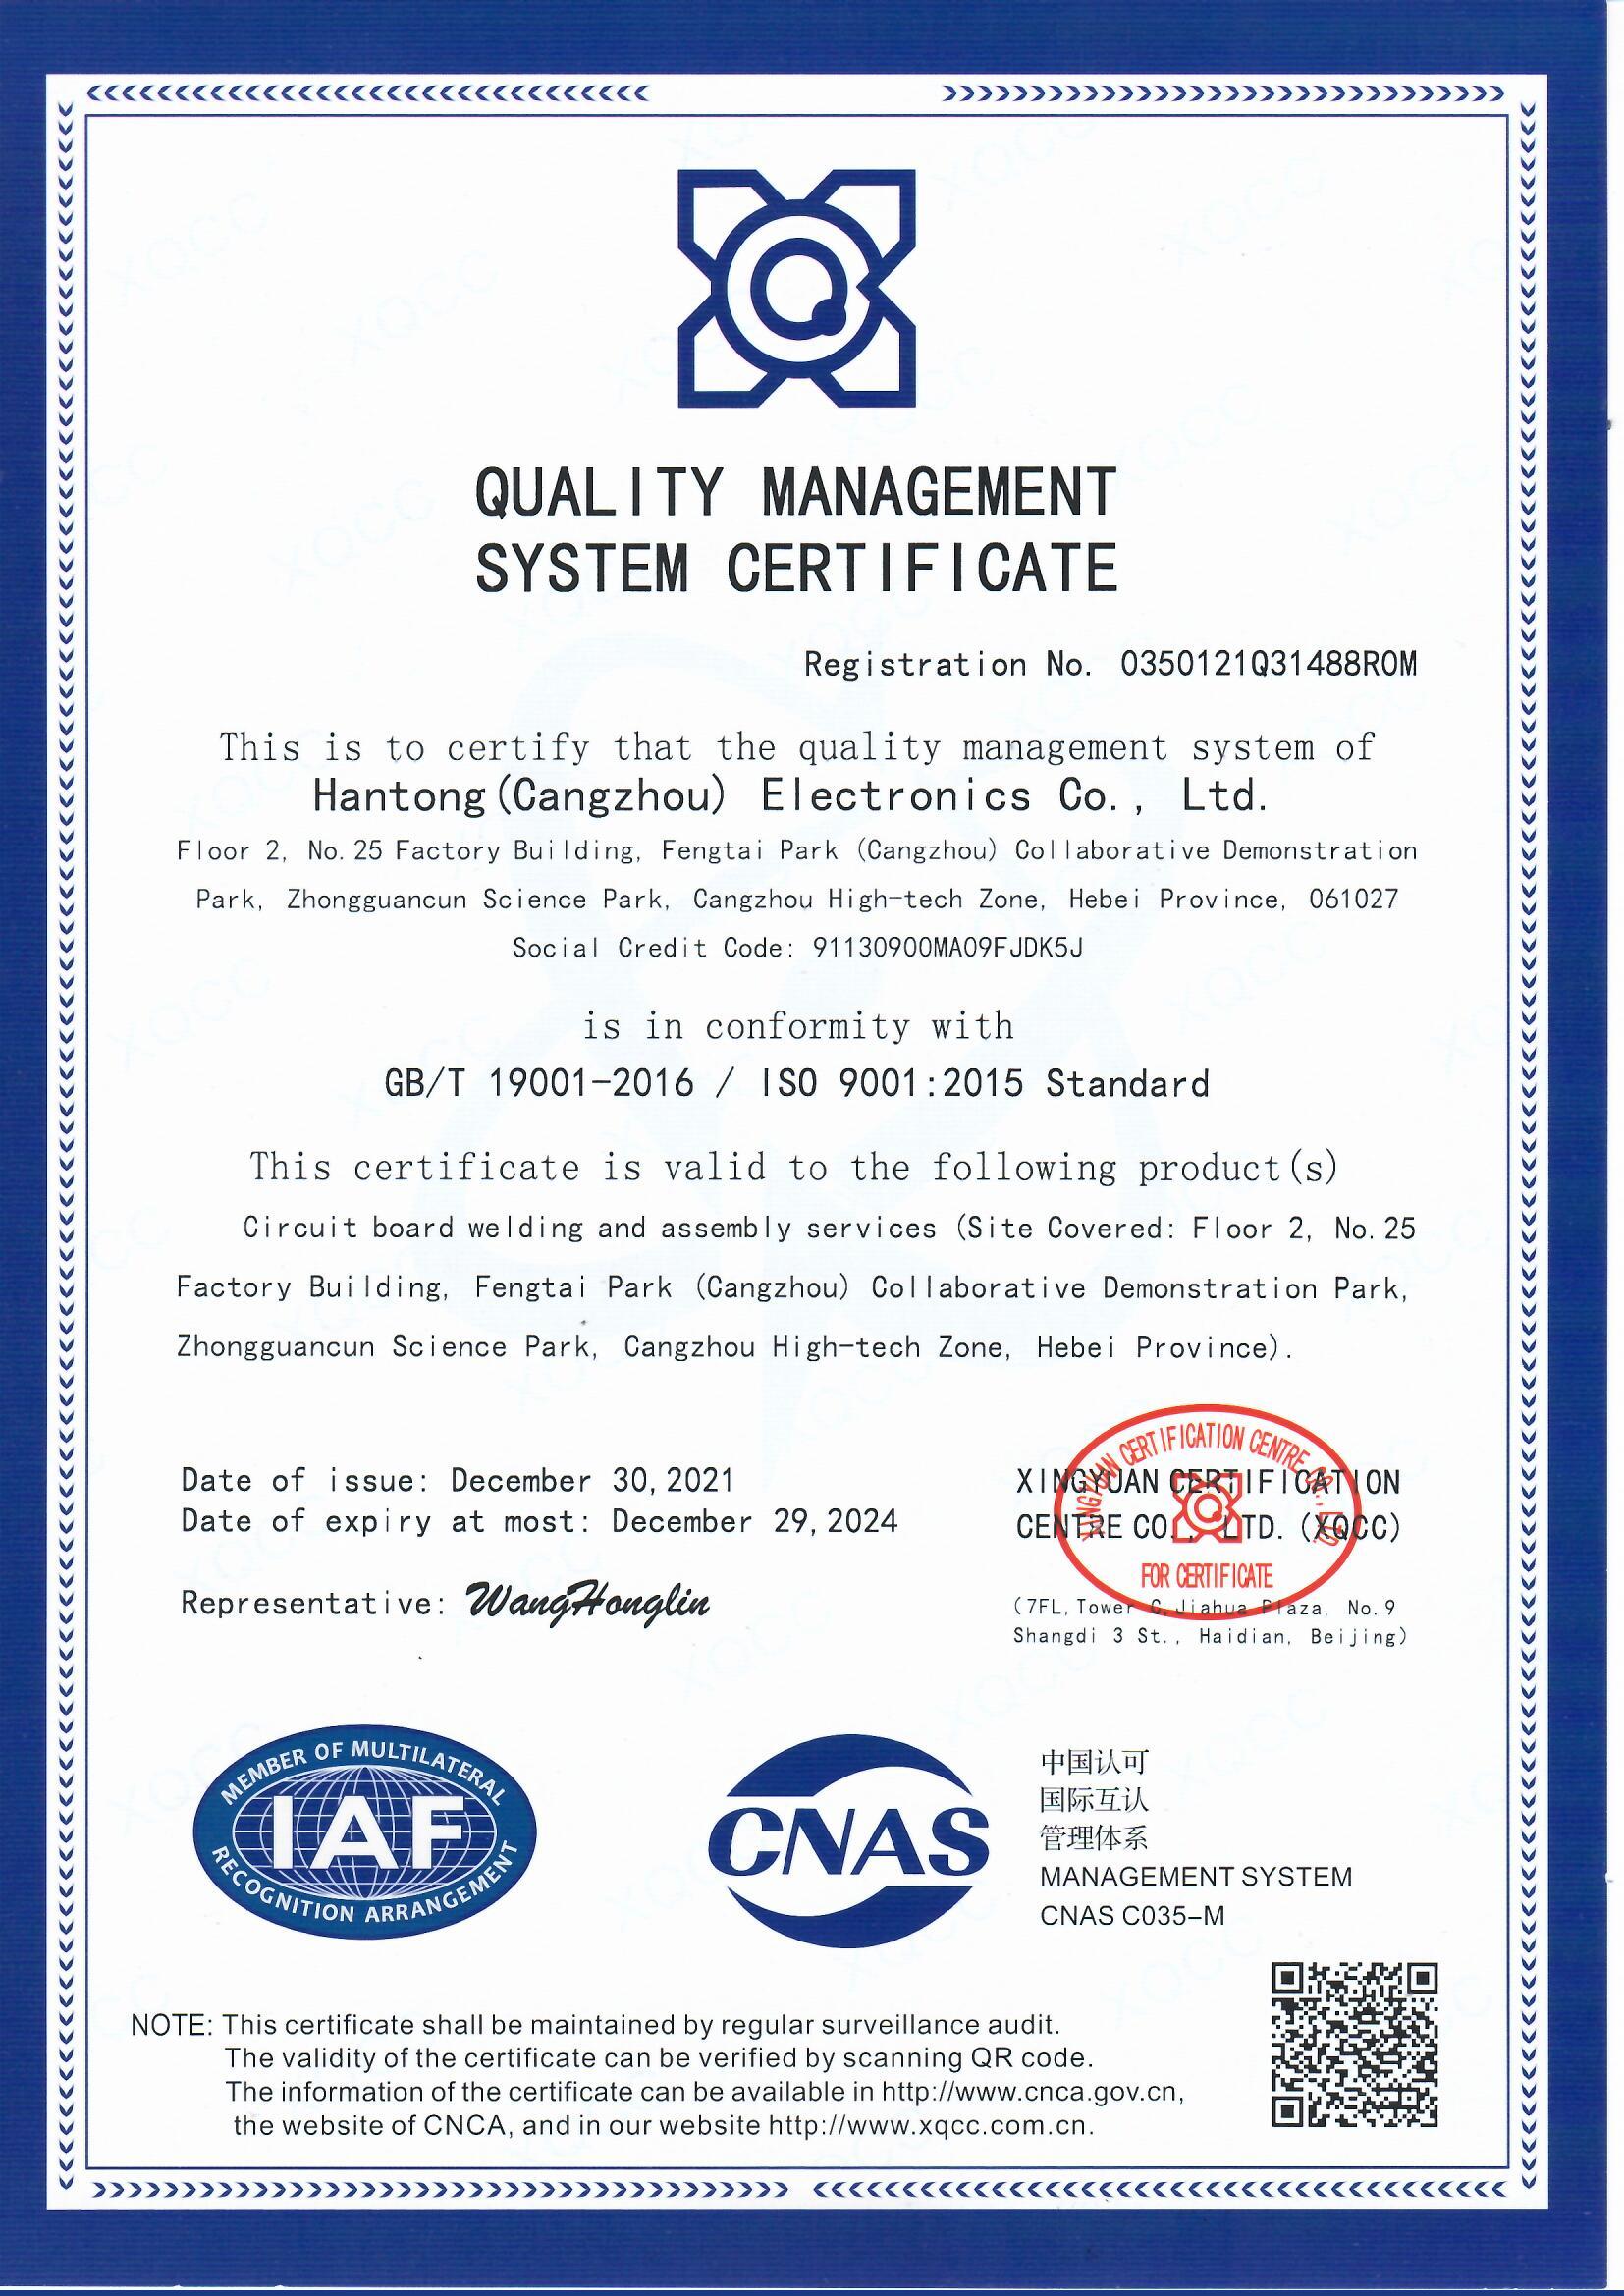 QUALITY MANAGEMENT
SYSTEM CERTIFICATE
Registration No. 0350121Q31488R0M
This is to certify that the quality management system of
Hantong(Cangzhou) Electronics Co., Ltd.
Floor 2, No.25 Factory Building, Fengtai Park (Cangzhou) Collaborative Demonstration
Park, Zhongguancun Science Park, Cangzhou High-tech Zone, Hebei Province, 061027
Social Credit Code: 91130900MA09FJDK5J
is in conformity with
GB/T 19001-2016 / ISO 9001:2015 Standard
This certificate is valid to the following product(s)
Circuit board welding and assembly services (Site Covered: Floor 2, No.25
Factory Building, Fengtai Park (Cangzhou) Collaborative Demonstration Park,
Zhongguancun Science Park, Cangzhou High-tech Zone, Hebei Province).
Date of issue: December 30,2021
Date of expiry at most: December 29,2024
Representative: WangHonglin
XINGYUAN CERTIFICATION
CENTRE CO., LTD. (XQCC)
XINGYUAN CERTIFICATION CENTRE CO., LTD.
FOR CERTIFICATE
(7FL,Tower C,Jiahua Plaza, No.9
Shangdi 3 St., Haidian, Beijing)
MEMBER OF MULTILATERAL
IAF
RECOGNITION ARRANGEMENT
CNAS
中国认可
国际互认
管理体系
MANAGEMENT SYSTEM
CNAS C035-M
NOTE: This certificate shall be maintained by regular surveillance audit.
The validity of the certificate can be verified by scanning QR code.
The information of the certificate can be available in http://www.cnca.gov.cn,
the website of CNCA, and in our website http://www.xqcc.com.cn.